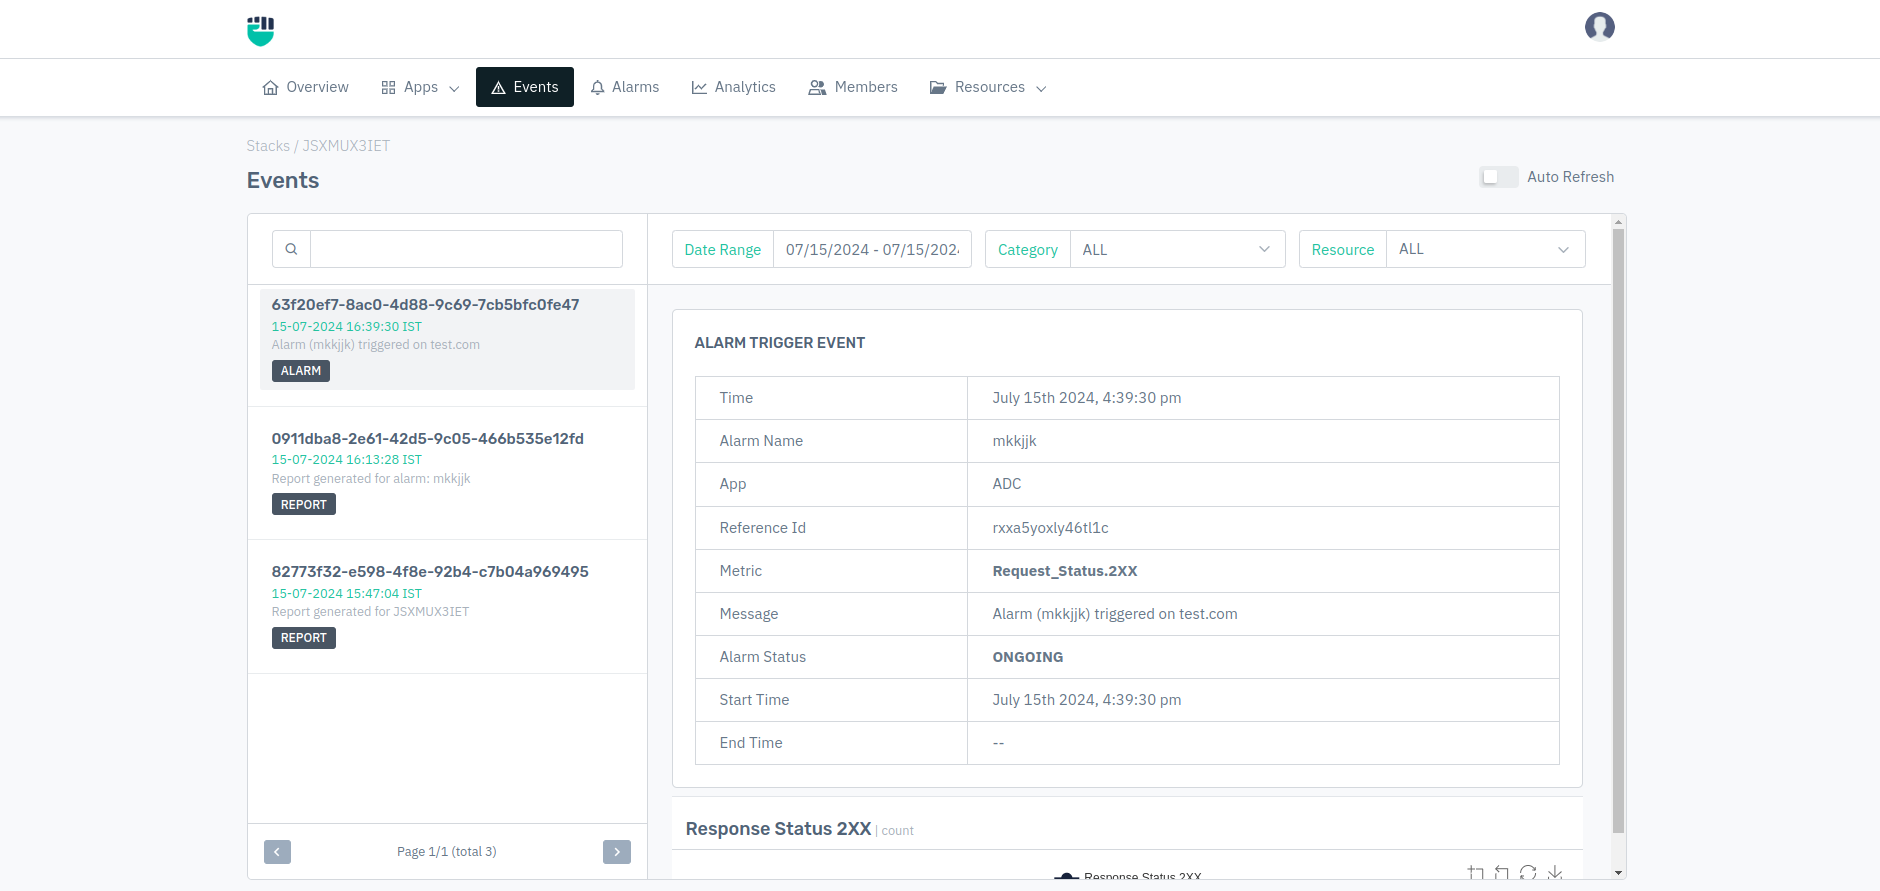 Overview Apps Events Alarms Analytics Members Resources
Stacks / JSXMUX3IET
Events
Auto Refresh
Date Range 07/15/2024 - 07/15/202 Category ALL Resource ALL
63f20ef7-8ac0-4d88-9c69-7cb5bfc0fe47
15-07-2024 16:39:30 IST
Alarm (mkkjjk) triggered on test.com
ALARM
0911dba8-2e61-42d5-9c05-466b535e12fd
15-07-2024 16:13:28 IST
Report generated for alarm: mkkjjk
REPORT
82773f32-e598-4f8e-92b4-c7b04a969495
15-07-2024 15:47:04 IST
Report generated for JSXMUX3IET
REPORT
Page 1/1 (total 3)
ALARM TRIGGER EVENT
Time July 15th 2024, 4:39:30 pm
Alarm Name mkkjjk
App ADC
Reference Id rxxa5yoxly46tl1c
Metric Request_Status.2XX
Message Alarm (mkkjjk) triggered on test.com
Alarm Status ONGOING
Start Time July 15th 2024, 4:39:30 pm
End Time --
Response Status 2XX | count
Response Status 2XX